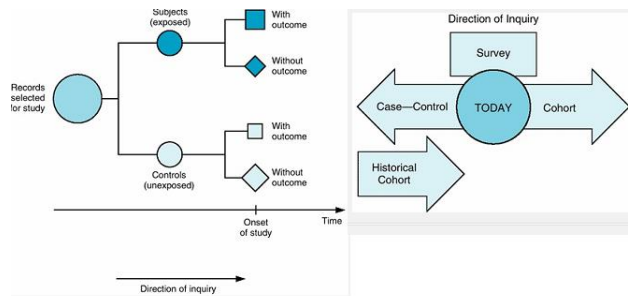 Subjects
(exposed)
With
outcome
Without
outcome
Records
selected
for study
With
outcome
Without
outcome
Controls
(unexposed)
Onset
of study
Time
Direction of inquiry
Direction of Inquiry
Survey
Case—Control
TODAY
Cohort
Historical
Cohort